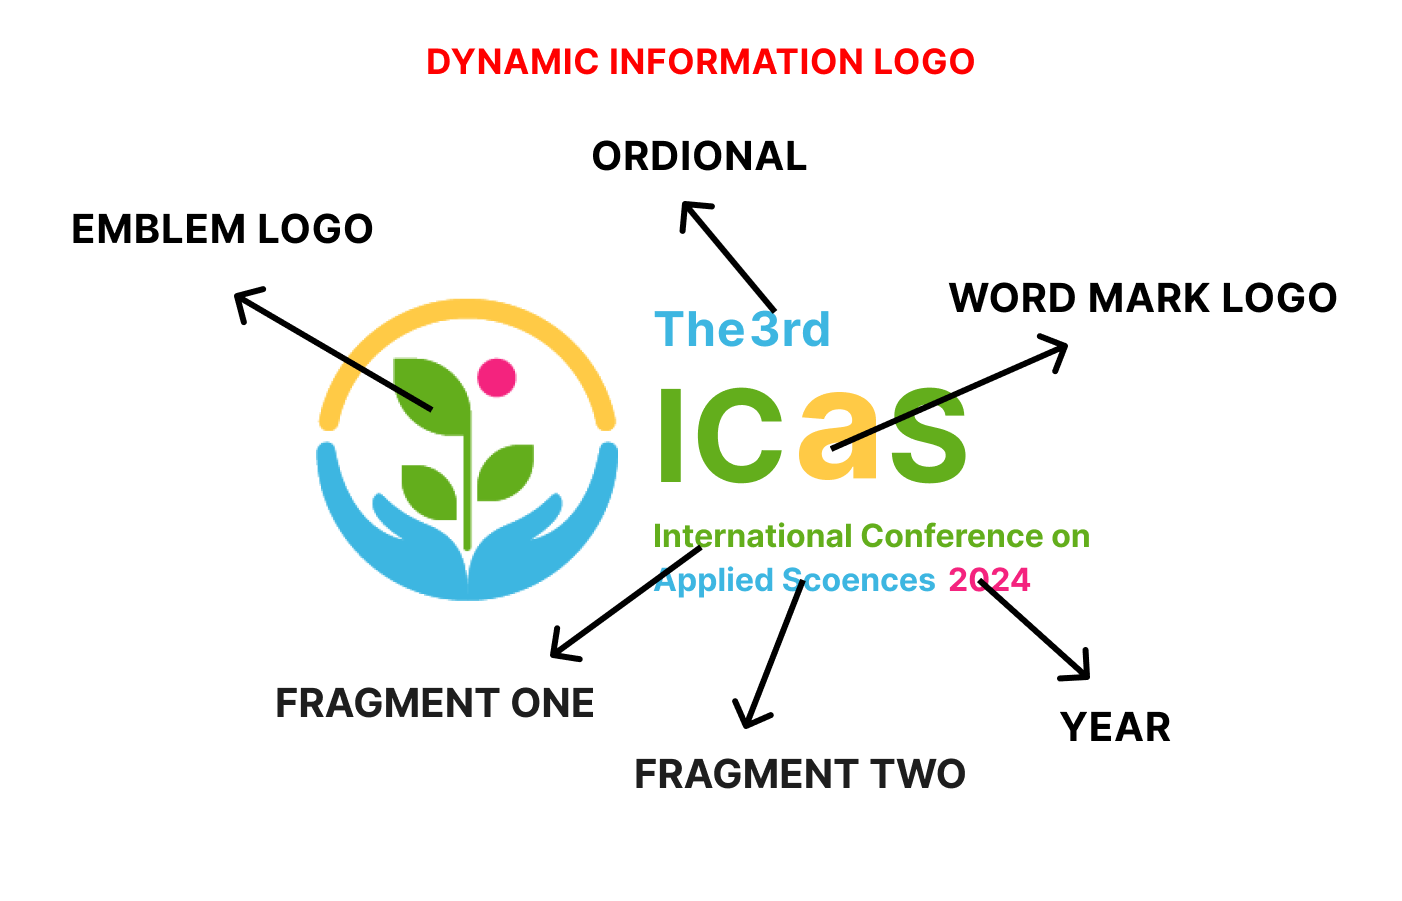 DYNAMIC INFORMATION LOGO
ORDIONAL
EMBLEM LOGO
WORD MARK LOGO
The 3rd
ICaS
International Conference on
Applied Scoences 2024
FRAGMENT ONE
YEAR
FRAGMENT TWO